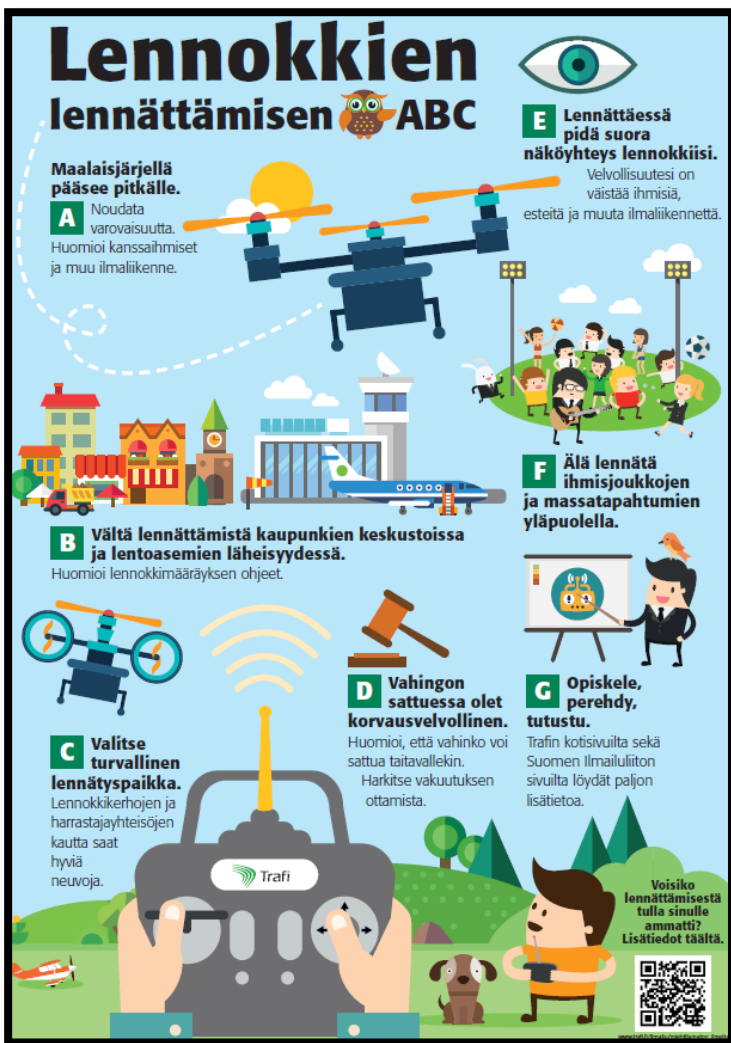 Lennokkien
lennättämisen ABC
Maalaisjärjellä
pääsee pitkälle.
A Noudata
varovaisuutta.
Huomioi kanssaihmiset
ja muu ilmaliikenne.
B Vältä lennättämistä kaupunkien keskustoissa
ja lentoasemien läheisyydessä.
Huomioi lennokkimääräyksen ohjeet.
C Valitse
turvallinen
lennätyspaikka.
Lennokkikerhojen ja
harrastajayhteisöjen
kautta saat
hyviä
neuvoja.
D Vahingon
sattuessa olet
korvausvelvollinen.
Huomioi, että vahinko voi
sattua taitavallekin.
Harkitse vakuutuksen
ottamista.
E Lennättäessä
pidä suora
näköyhteys lennokkiisi.
Velvollisuutesi on
väistää ihmisiä,
esteitä ja muuta ilmaliikennettä.
F Älä lennätä
ihmisjoukkojen
ja massatapahtumien
yläpuolella.
G Opiskele,
perehdy,
tutustu.
Trafin kotisivuilta sekä
Suomen Ilmailuliiton
sivuilta löydät paljon
lisätietoa.
Trafi
Voisiko
lennättämisestä
tulla sinulle
ammatti?
Lisätiedot täältä.